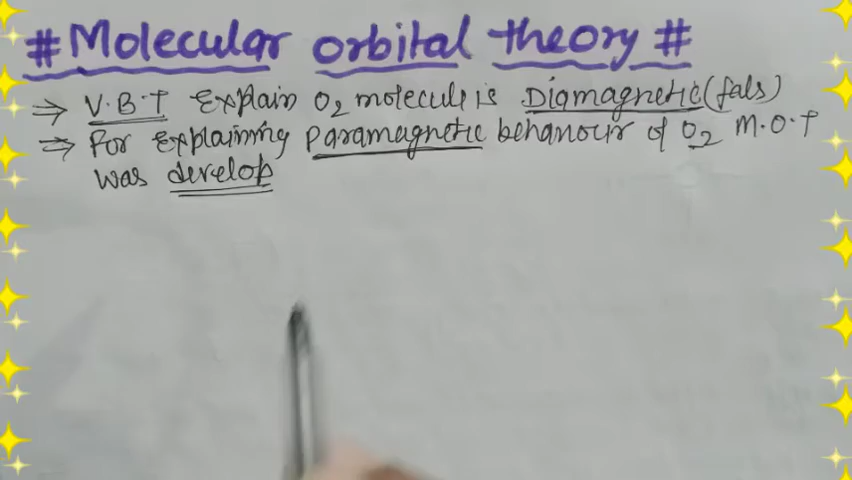 # Molecular orbital theory #
⇒ V.B.T Explain O2 molecule is Diamagnetic (fals)
⇒ For Explaining paramagnetic behaviour of O2 M.O.T
was develop